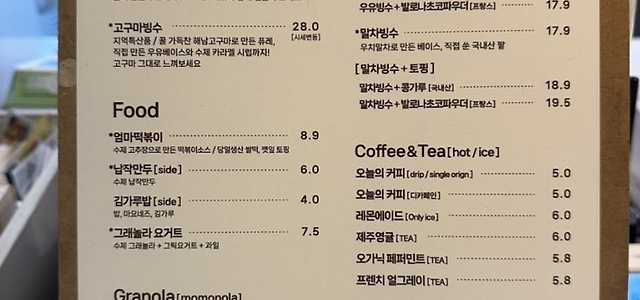 *고구마빙수 28.0
[시세변동]
지역특산품 / 꿀 가득찬 해남고구마로 만든 퓨레,
직접 만든 우유베이스와 수제 카라멜 시럽까지!
고구마 그대로 느껴보세요
Food
*엄마떡볶이 8.9
수제 고추장으로 만든 떡볶이소스 / 당일생산 쌀떡, 깻잎 토핑
*납작만두[side] 6.0
수제 납작만두
김가루밥[side] 4.0
밥, 마요네즈, 김가루
*그래놀라 요거트 7.5
수제 그래놀라 + 그릭요거트 + 과일
Granola[momopola]
우유빙수+발로나초코파우더[프랑스] 17.9
*말차빙수 17.9
우치말차로 만든 베이스, 직접 쑨 국내산 팥
[말차빙수+토핑]
말차빙수+콩가루[국내산] 18.9
말차빙수+발로나초코파우더[프랑스] 19.5
Coffee&Tea[hot / ice]
오늘의 커피[drip / single orign] 5.0
오늘의 커피[디카페인] 5.0
레몬에이드[Only ice] 6.0
제주영귤[TEA] 6.0
오가닉 페퍼민트[TEA] 5.8
프렌치 얼그레이[TEA] 5.8